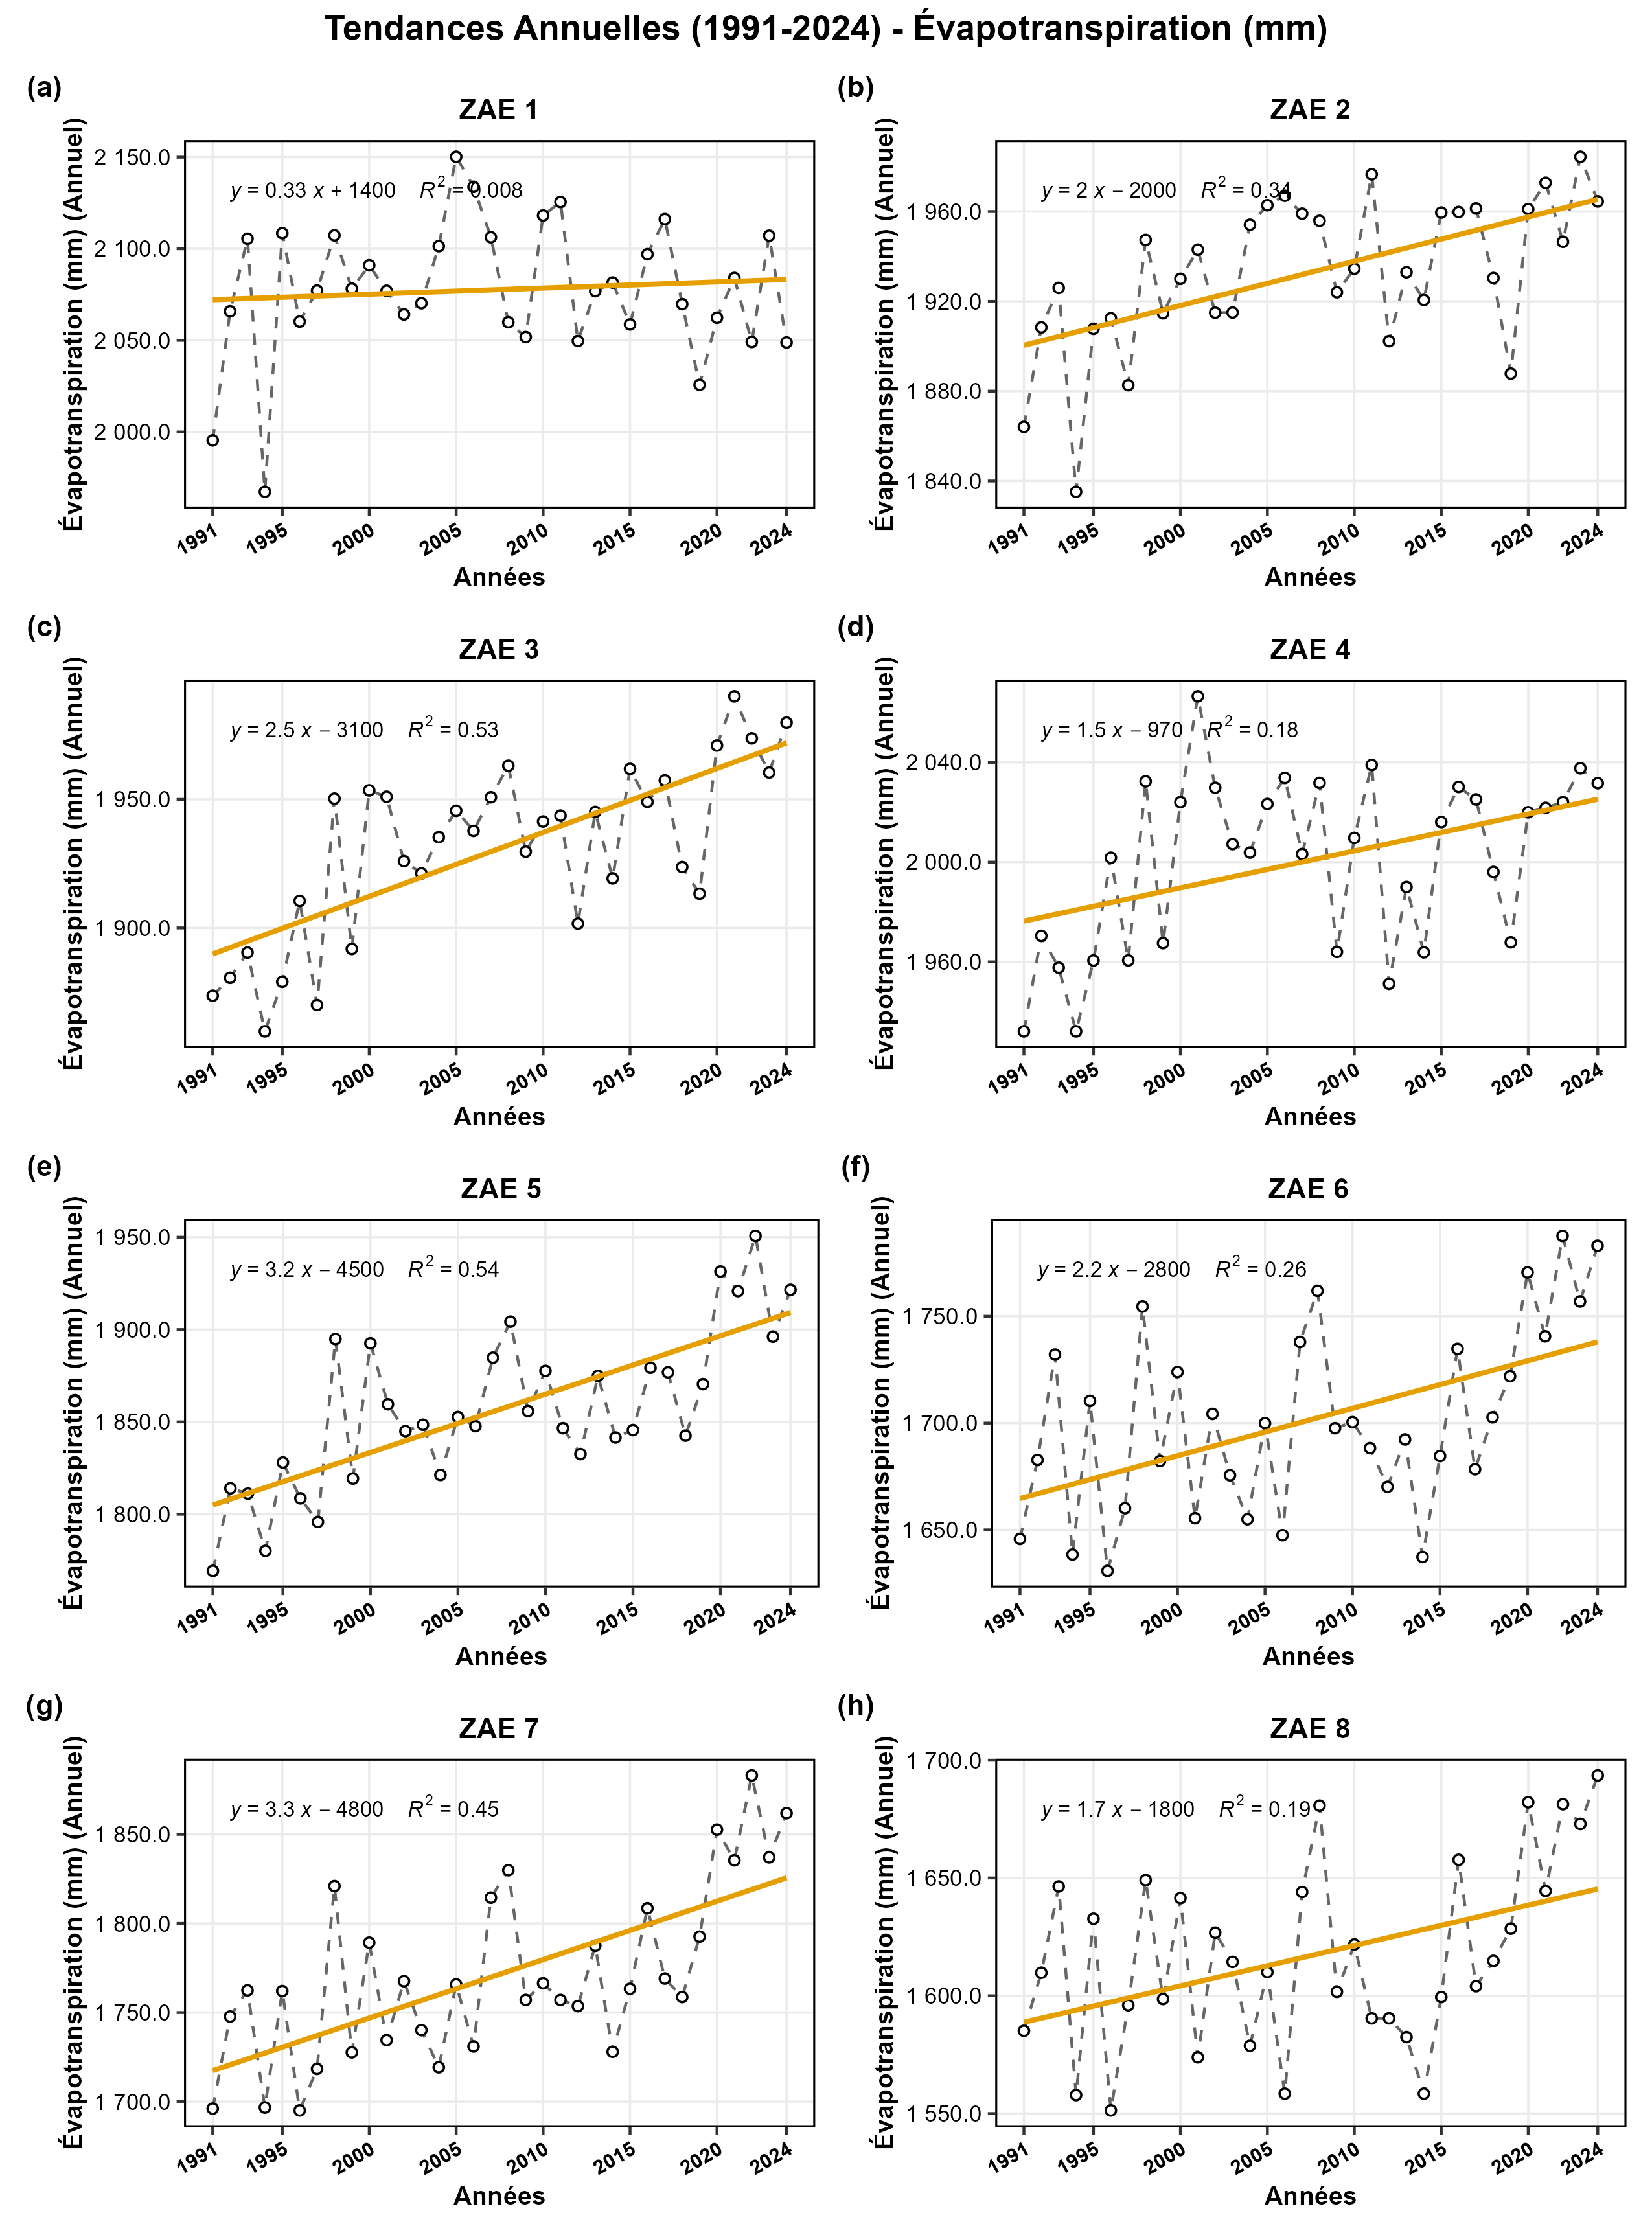 Tendances Annuelles (1991-2024) - Évapotranspiration (mm)
(a)
ZAE 1
Évapotranspiration (mm) (Annuel)
y = 0.33 x + 1400 R² = 0.008
2 150.0
2 100.0
2 050.0
2 000.0
1991 1995 2000 2005 2010 2015 2020 2024
Années
(b)
ZAE 2
Évapotranspiration (mm) (Annuel)
y = 2 x − 2000 R² = 0.34
1 960.0
1 920.0
1 880.0
1 840.0
1991 1995 2000 2005 2010 2015 2020 2024
Années
(c)
ZAE 3
Évapotranspiration (mm) (Annuel)
y = 2.5 x − 3100 R² = 0.53
1 950.0
1 900.0
1991 1995 2000 2005 2010 2015 2020 2024
Années
(d)
ZAE 4
Évapotranspiration (mm) (Annuel)
y = 1.5 x − 970 R² = 0.18
2 040.0
2 000.0
1 960.0
1991 1995 2000 2005 2010 2015 2020 2024
Années
(e)
ZAE 5
Évapotranspiration (mm) (Annuel)
y = 3.2 x − 4500 R² = 0.54
1 950.0
1 900.0
1 850.0
1 800.0
1991 1995 2000 2005 2010 2015 2020 2024
Années
(f)
ZAE 6
Évapotranspiration (mm) (Annuel)
y = 2.2 x − 2800 R² = 0.26
1 750.0
1 700.0
1 650.0
1991 1995 2000 2005 2010 2015 2020 2024
Années
(g)
ZAE 7
Évapotranspiration (mm) (Annuel)
y = 3.3 x − 4800 R² = 0.45
1 850.0
1 800.0
1 750.0
1 700.0
1991 1995 2000 2005 2010 2015 2020 2024
Années
(h)
ZAE 8
Évapotranspiration (mm) (Annuel)
y = 1.7 x − 1800 R² = 0.19
1 700.0
1 650.0
1 600.0
1 550.0
1991 1995 2000 2005 2010 2015 2020 2024
Années